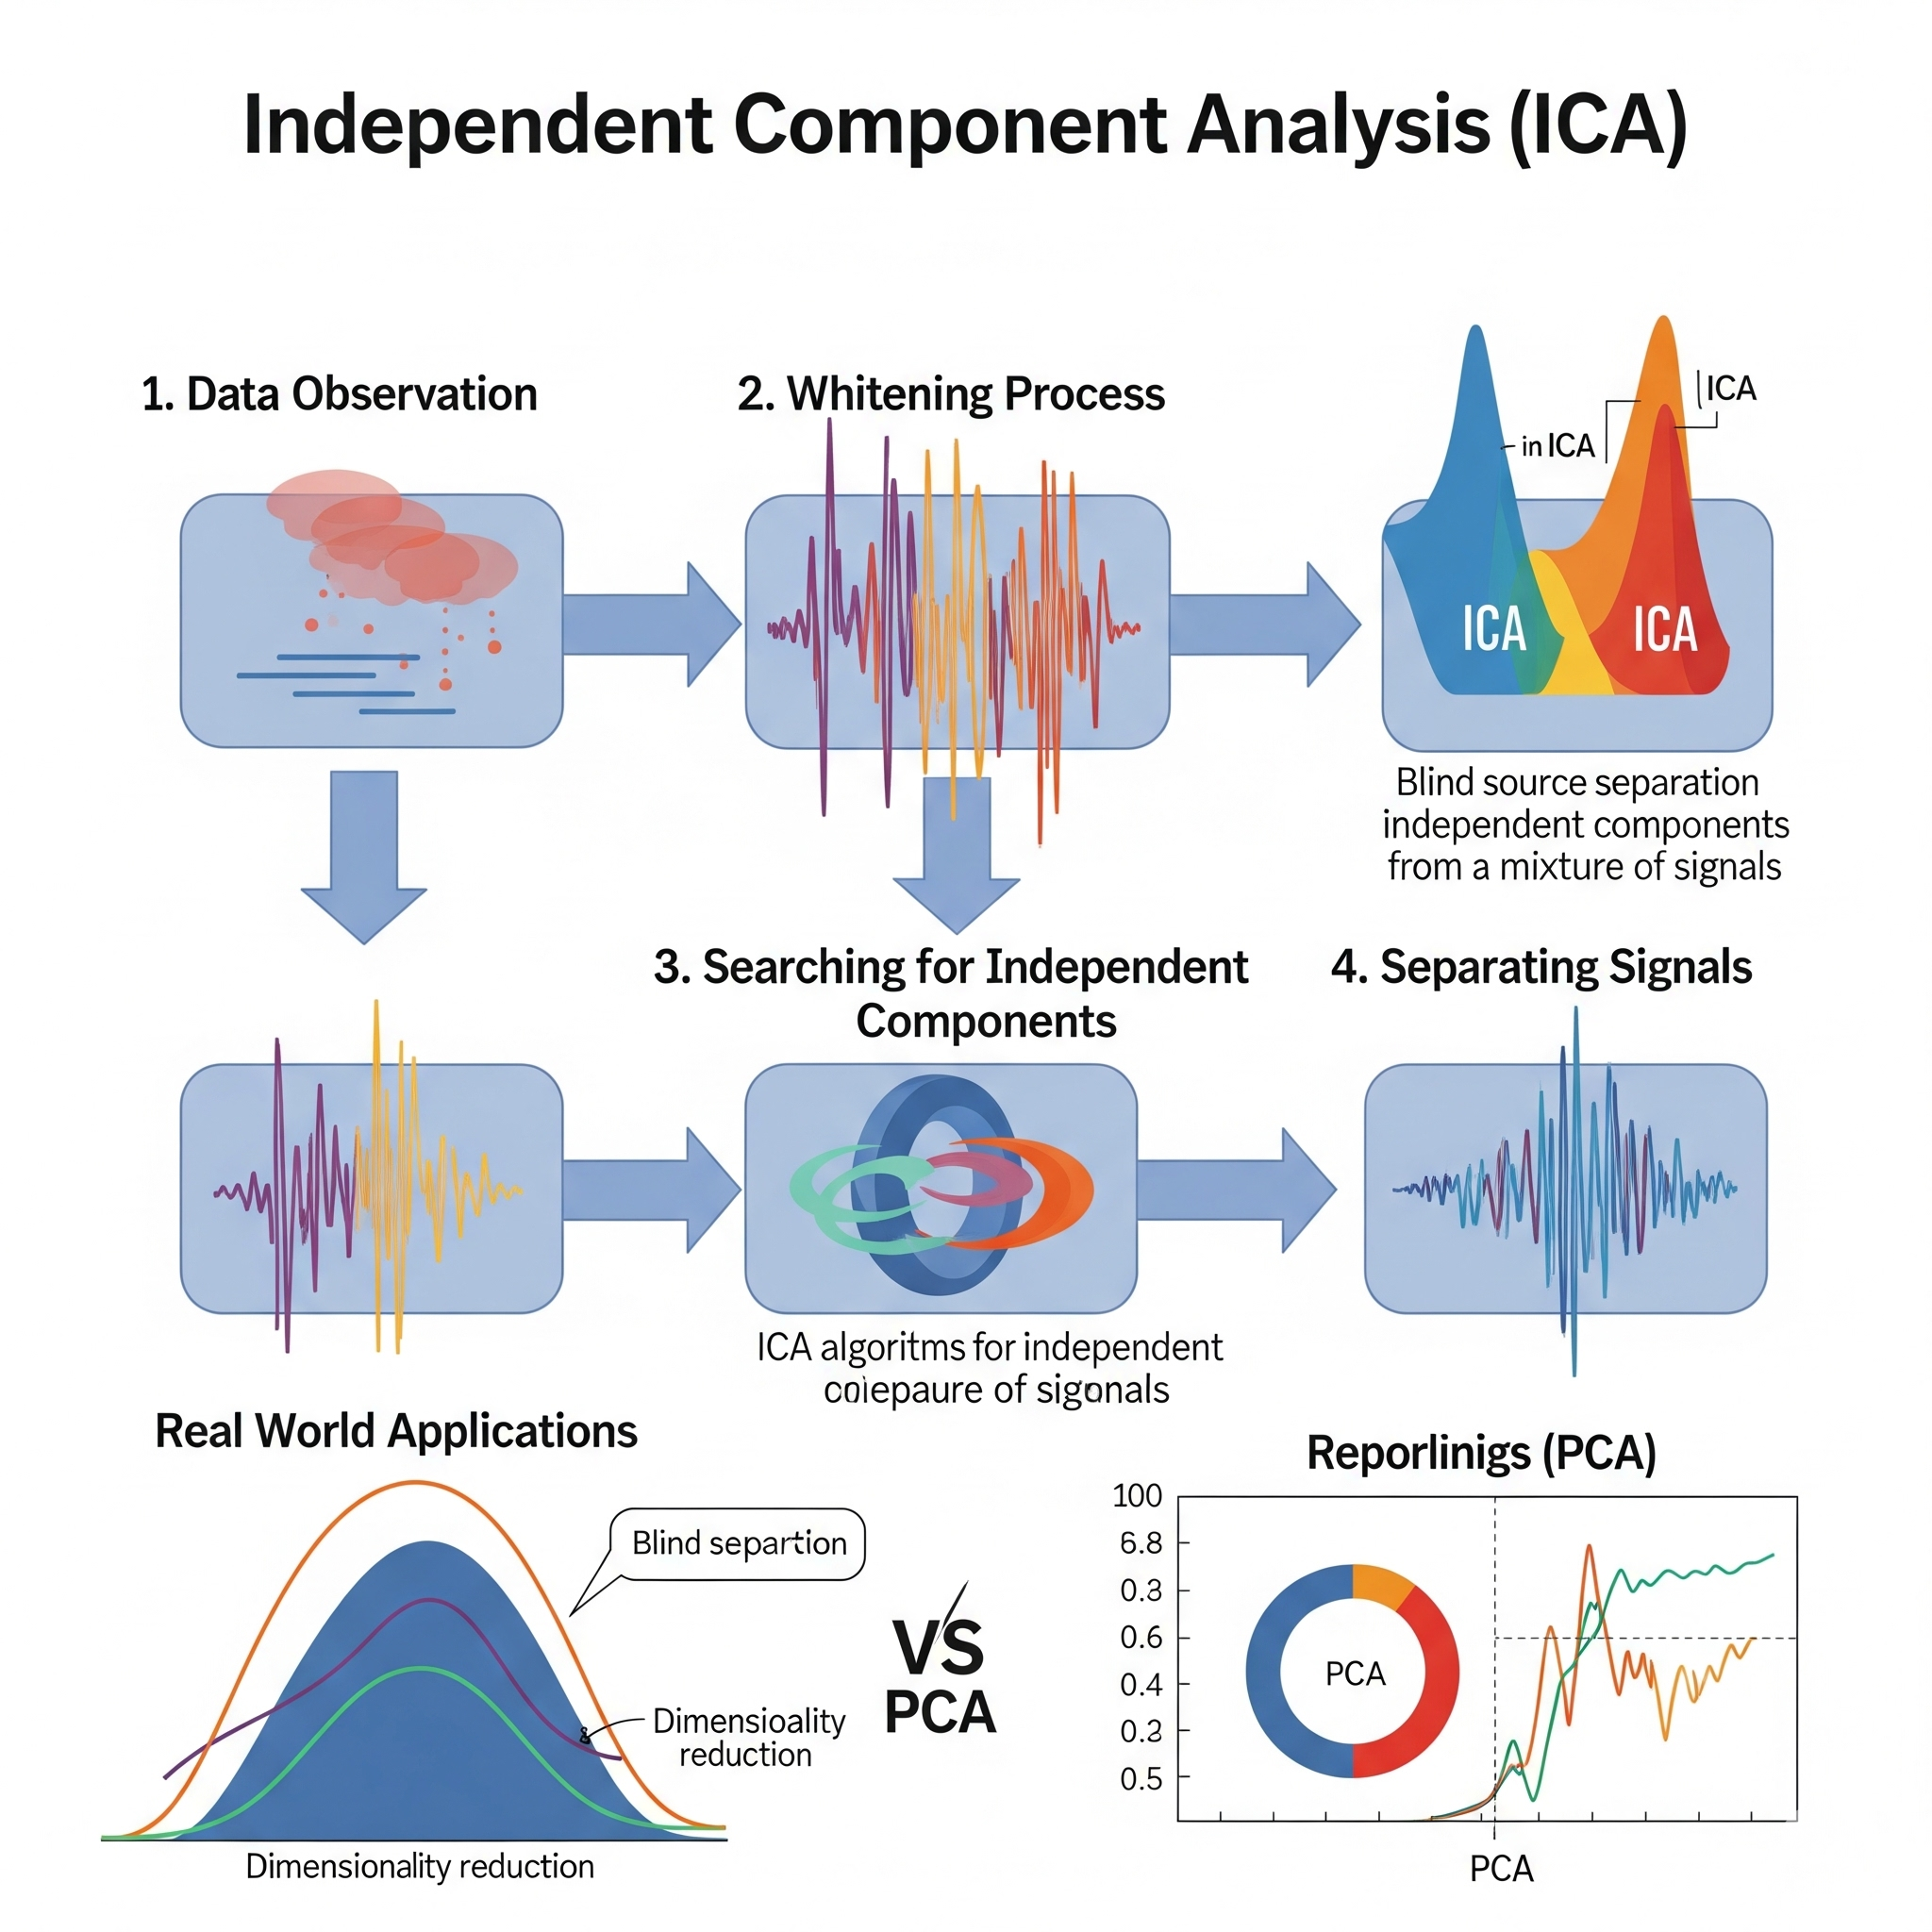 Independent Component Analysis (ICA)
1. Data Observation
2. Whitening Process
ICA
in ICA
ICA
ICA
Blind source separation
independent components
from a mixture of signals
3. Searching for Independent
Components
4. Separating Signals
ICA algoritms for independent
of
Real World Applications
Blind separtion
Dimensioality
reduction
Dimensionality reduction
VS
PCA
Reporlinigs (PCA)
100
6.8
0.3
0.6
0.4
0.3
0.5
PCA
PCA